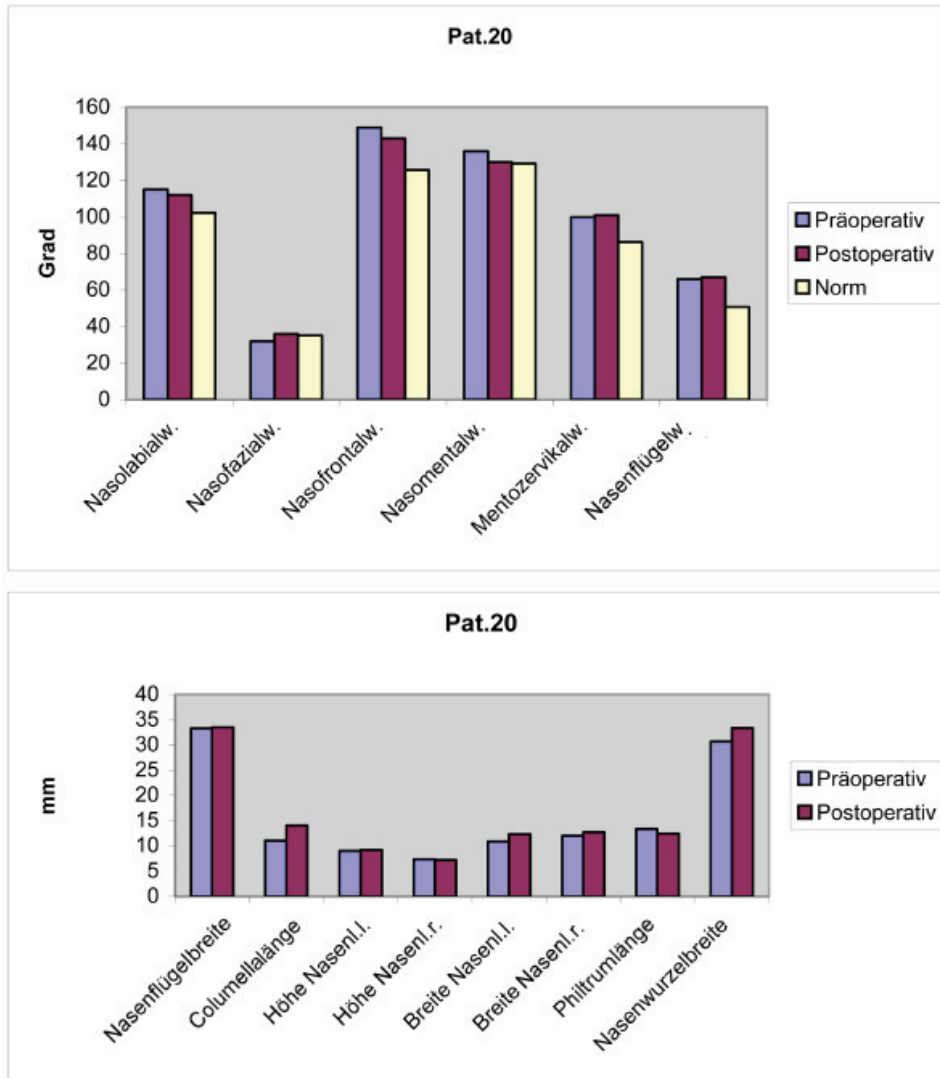 Pat.20
160
140
120
100
80
60
40
20
0
Grad
Nasolabialw.
Nasofazialw.
Nasofrontalw.
Nasomentalw.
Mentozervikalw.
Nasenflügelw.
Präoperativ
Postoperativ
Norm
Pat.20
40
35
30
25
20
15
10
5
0
mm
Nasenflügelbreite
Columellalänge
Höhe Nasenl.l.
Höhe Nasenl.r.
Breite Nasenl.l.
Breite Nasenl.r.
Philtrumlänge
Nasenwurzelbreite
Präoperativ
Postoperativ